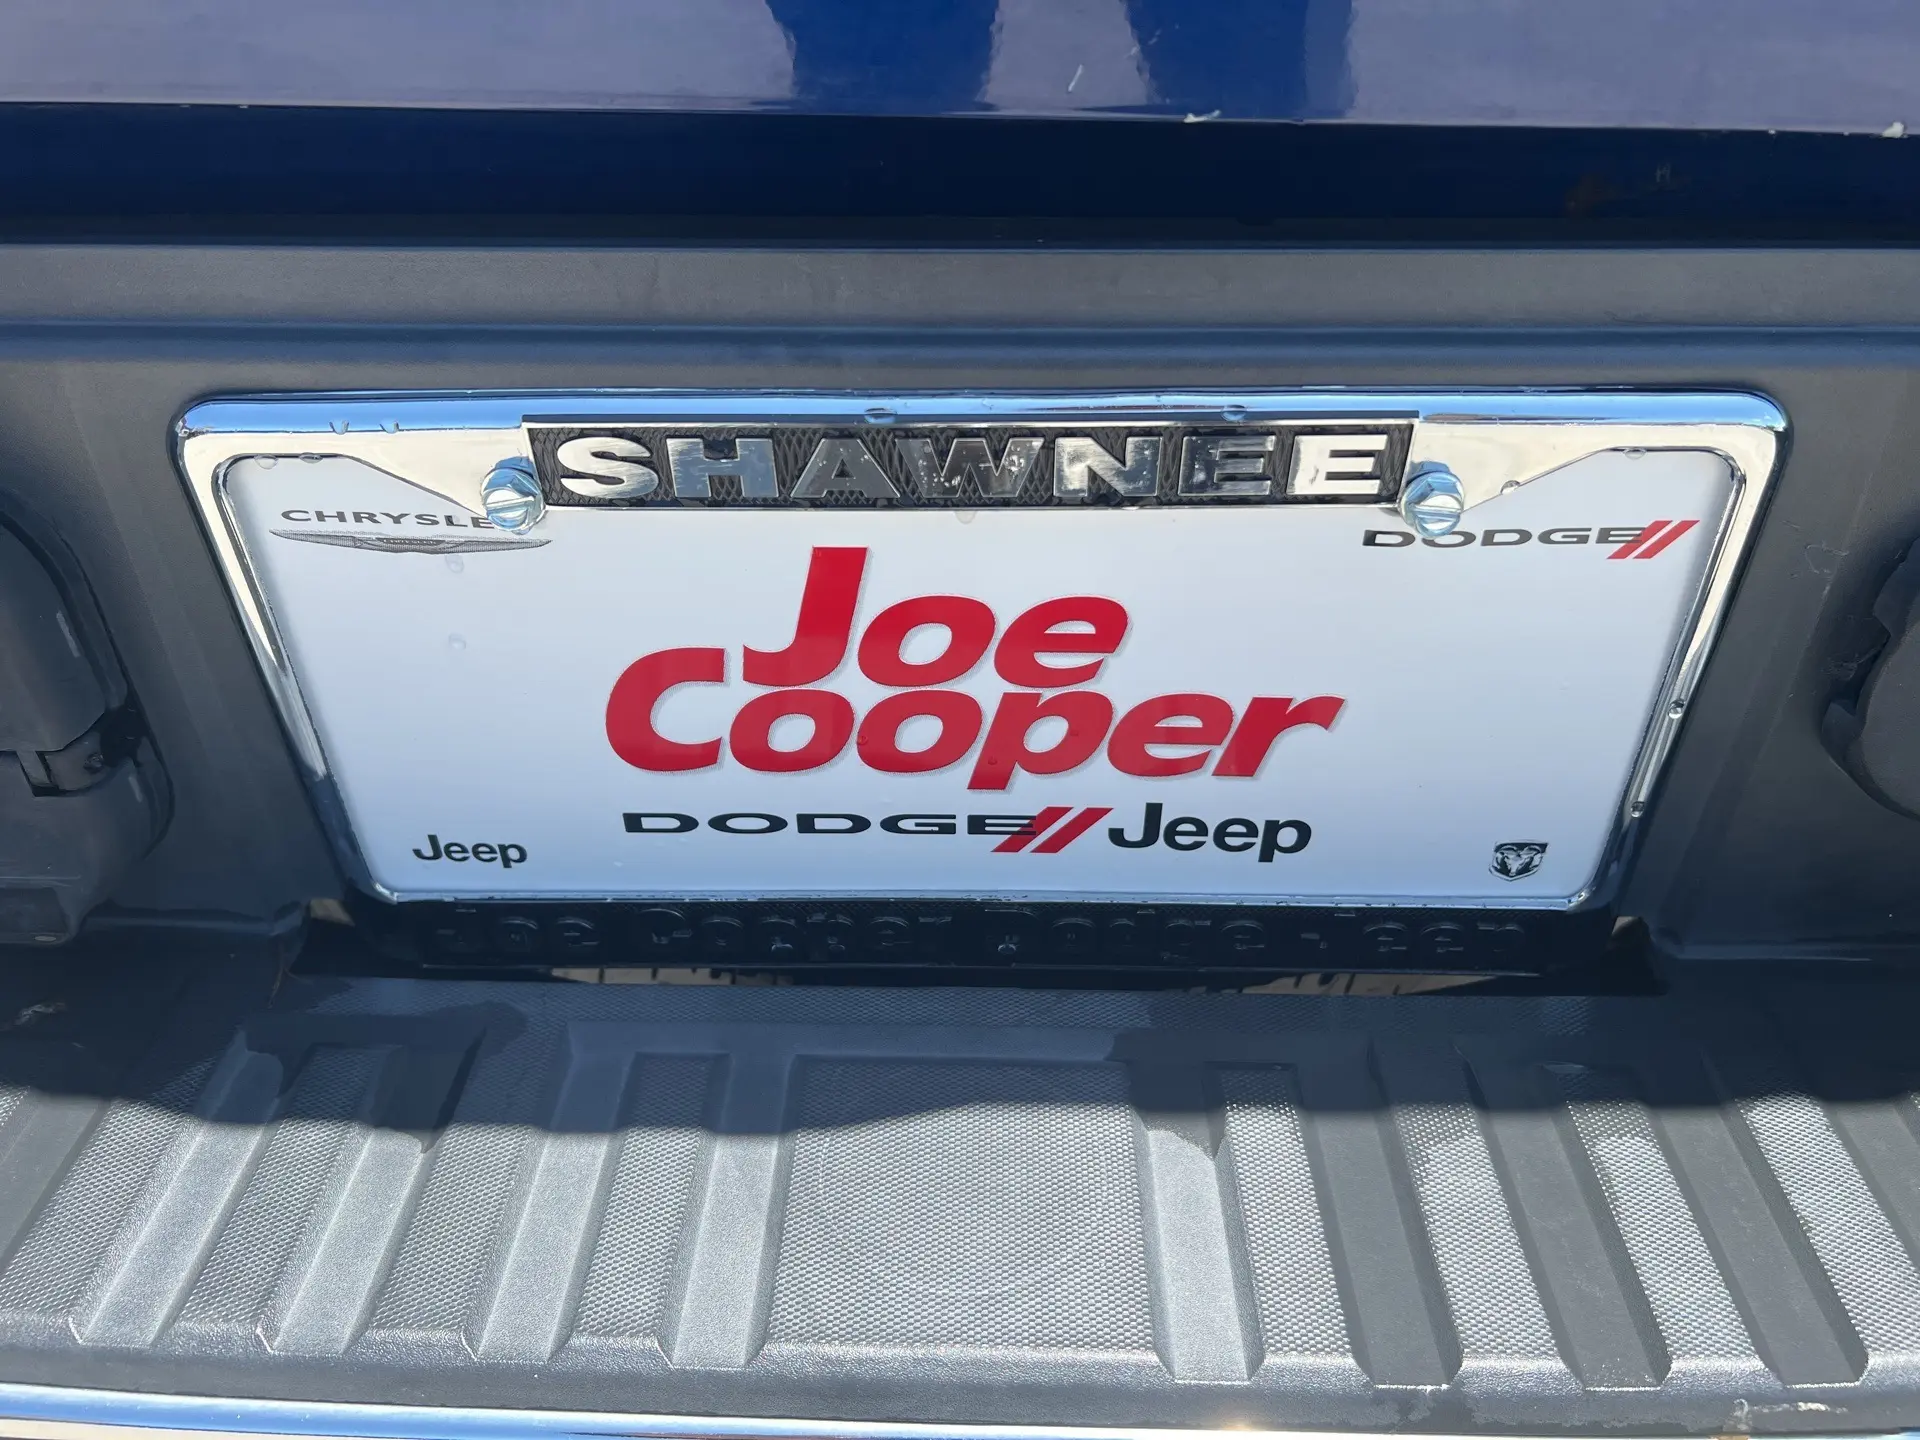 SHAWNEE
CHRYSLE
DODGE
Joe
Cooper
DODGE Jeep
Jeep